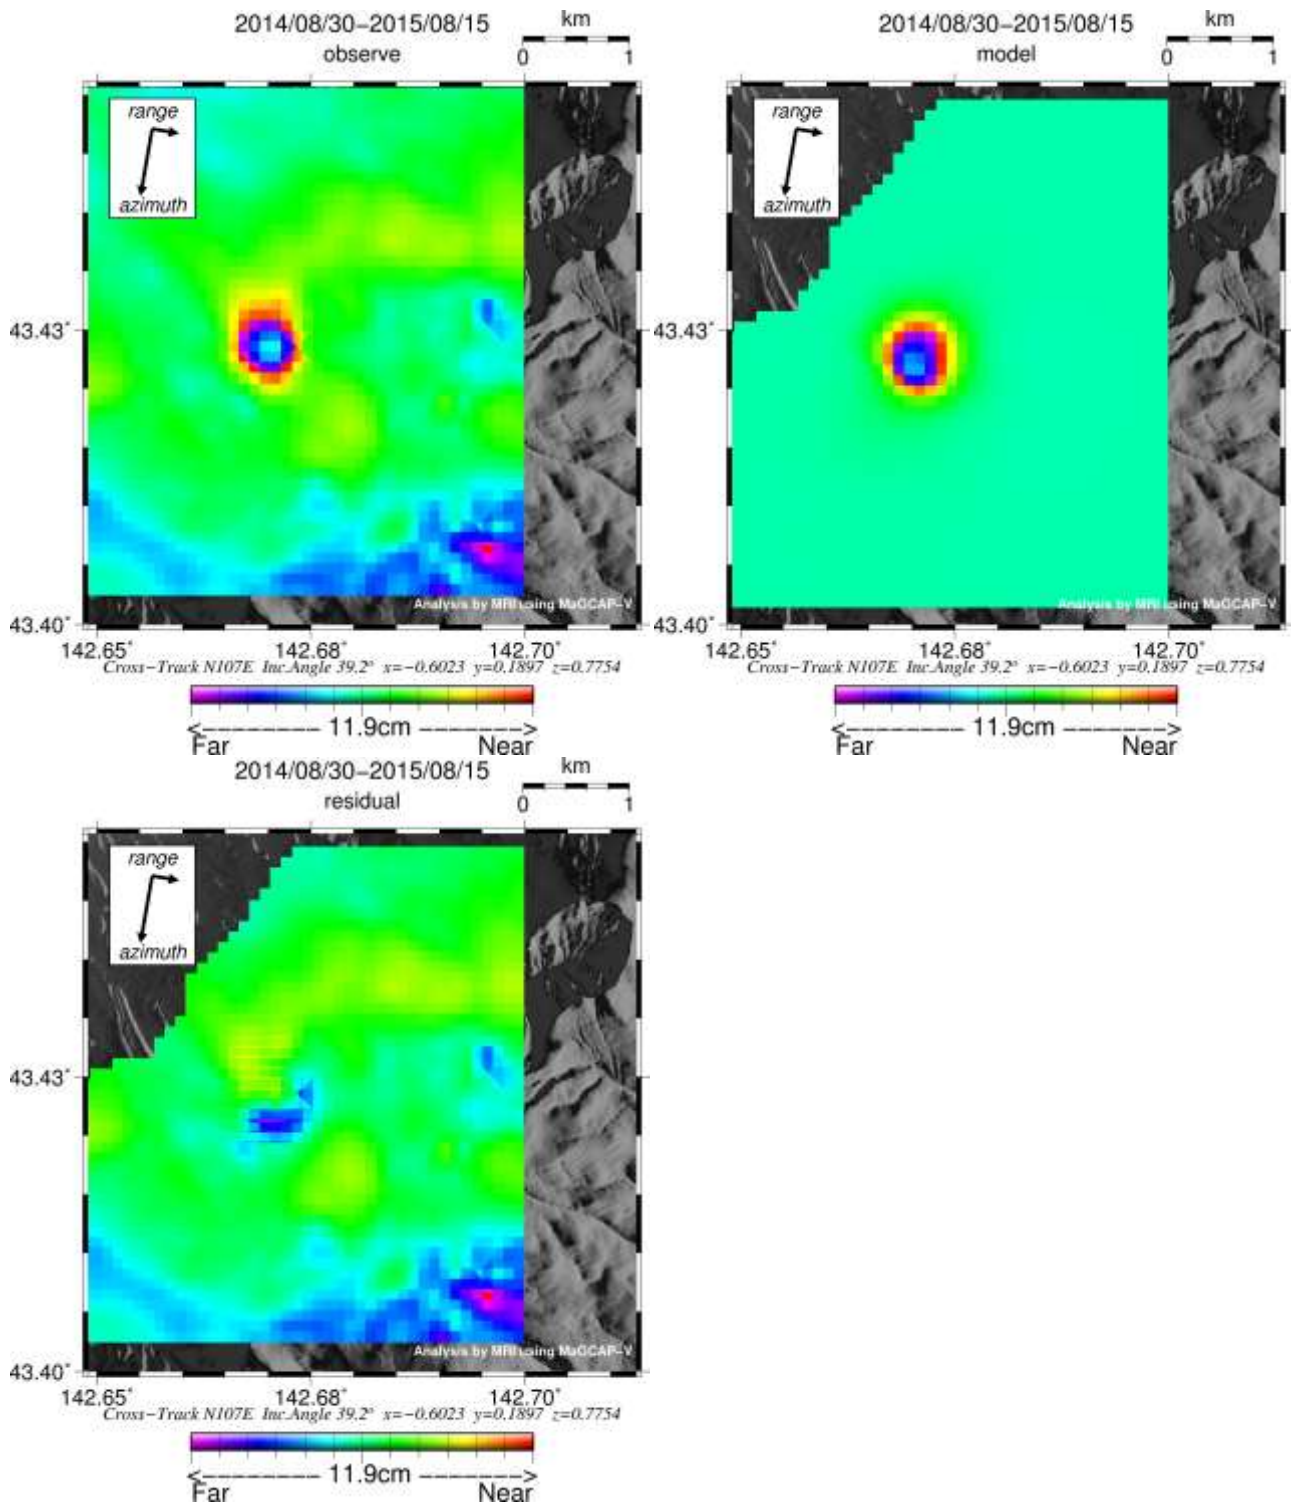 2014/08/30−2015/08/15
observe
km
0 1
range
azimuth
43.43°
43.40°
Analysis by MRI using MaGCAP−V
142.65° 142.68° 142.70°
Cross−Track N107E Inc.Angle 39.2° x=−0.6023 y=0.1897 z=0.7754
<−−−−−−− 11.9cm −−−−−−−>
Far Near
2014/08/30−2015/08/15
model
km
0 1
range
azimuth
43.43°
43.40°
Analysis by MRI using MaGCAP−V
142.65° 142.68° 142.70°
Cross−Track N107E Inc.Angle 39.2° x=−0.6023 y=0.1897 z=0.7754
<−−−−−−− 11.9cm −−−−−−−>
Far Near
2014/08/30−2015/08/15
residual
km
0 1
range
azimuth
43.43°
43.40°
Analysis by MRI using MaGCAP−V
142.65° 142.68° 142.70°
Cross−Track N107E Inc.Angle 39.2° x=−0.6023 y=0.1897 z=0.7754
<−−−−−−− 11.9cm −−−−−−−>
Far Near